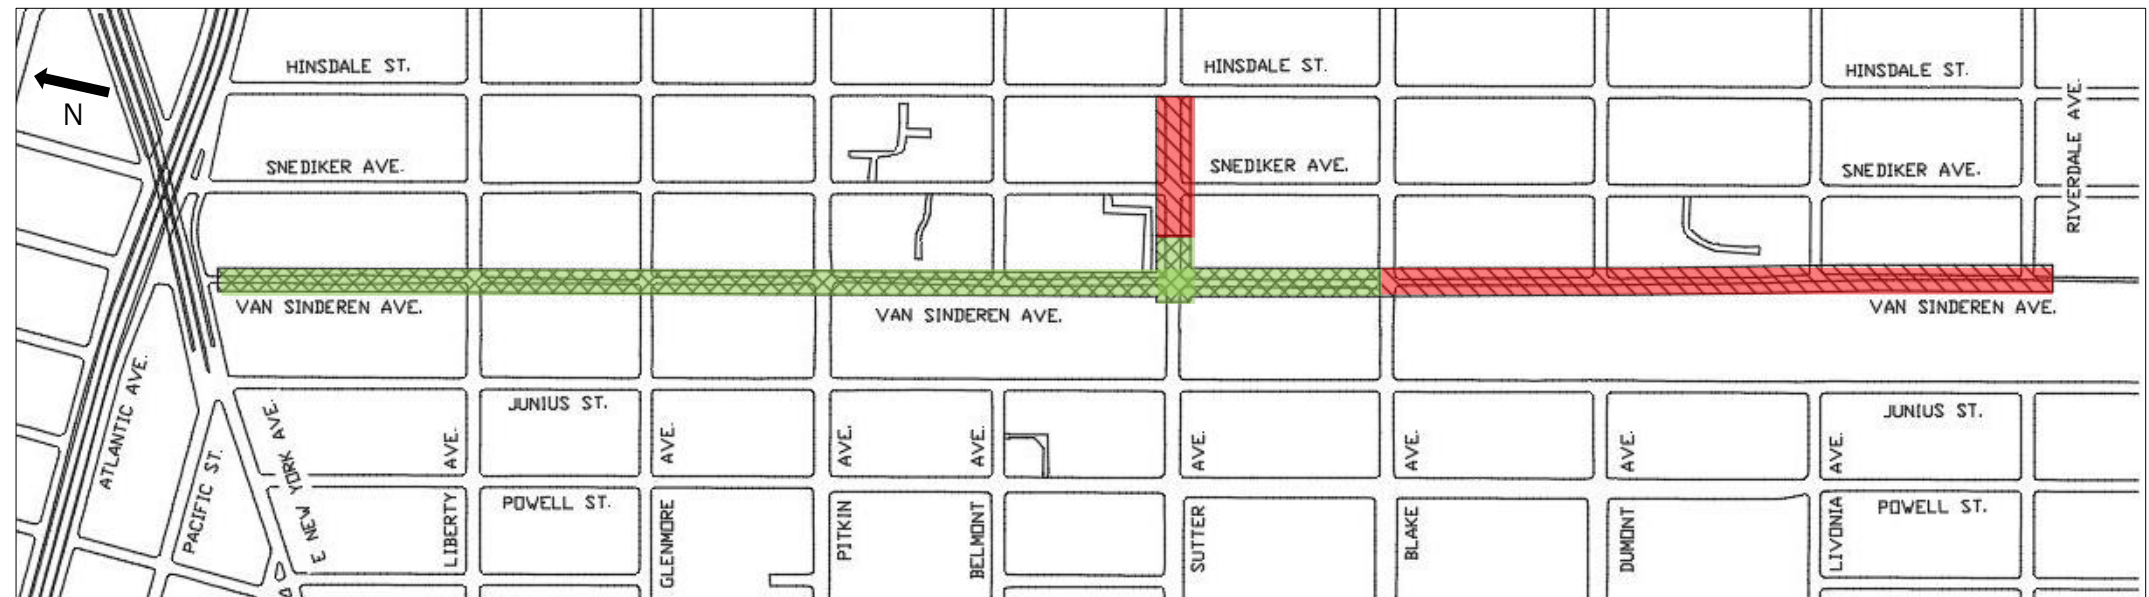 HINSDALE ST.
HINSDALE ST.
HINSDALE ST.
N
SNEDIKER AVE.
SNEDIKER AVE.
SNEDIKER AVE.
RIVERDALE AVE.
VAN SINDEREN AVE.
VAN SINDEREN AVE.
VAN SINDEREN AVE.
ATLANTIC AVE.
PACIFIC ST.
E NEW YORK AVE.
JUNIUS ST.
JUNIUS ST.
LIBERTY AVE.
GLENMORE AVE.
PITKIN AVE.
BELMONT AVE.
SUTTER AVE.
BLAKE AVE.
DUMONT AVE.
LIVONIA AVE.
POWELL ST.
POWELL ST.